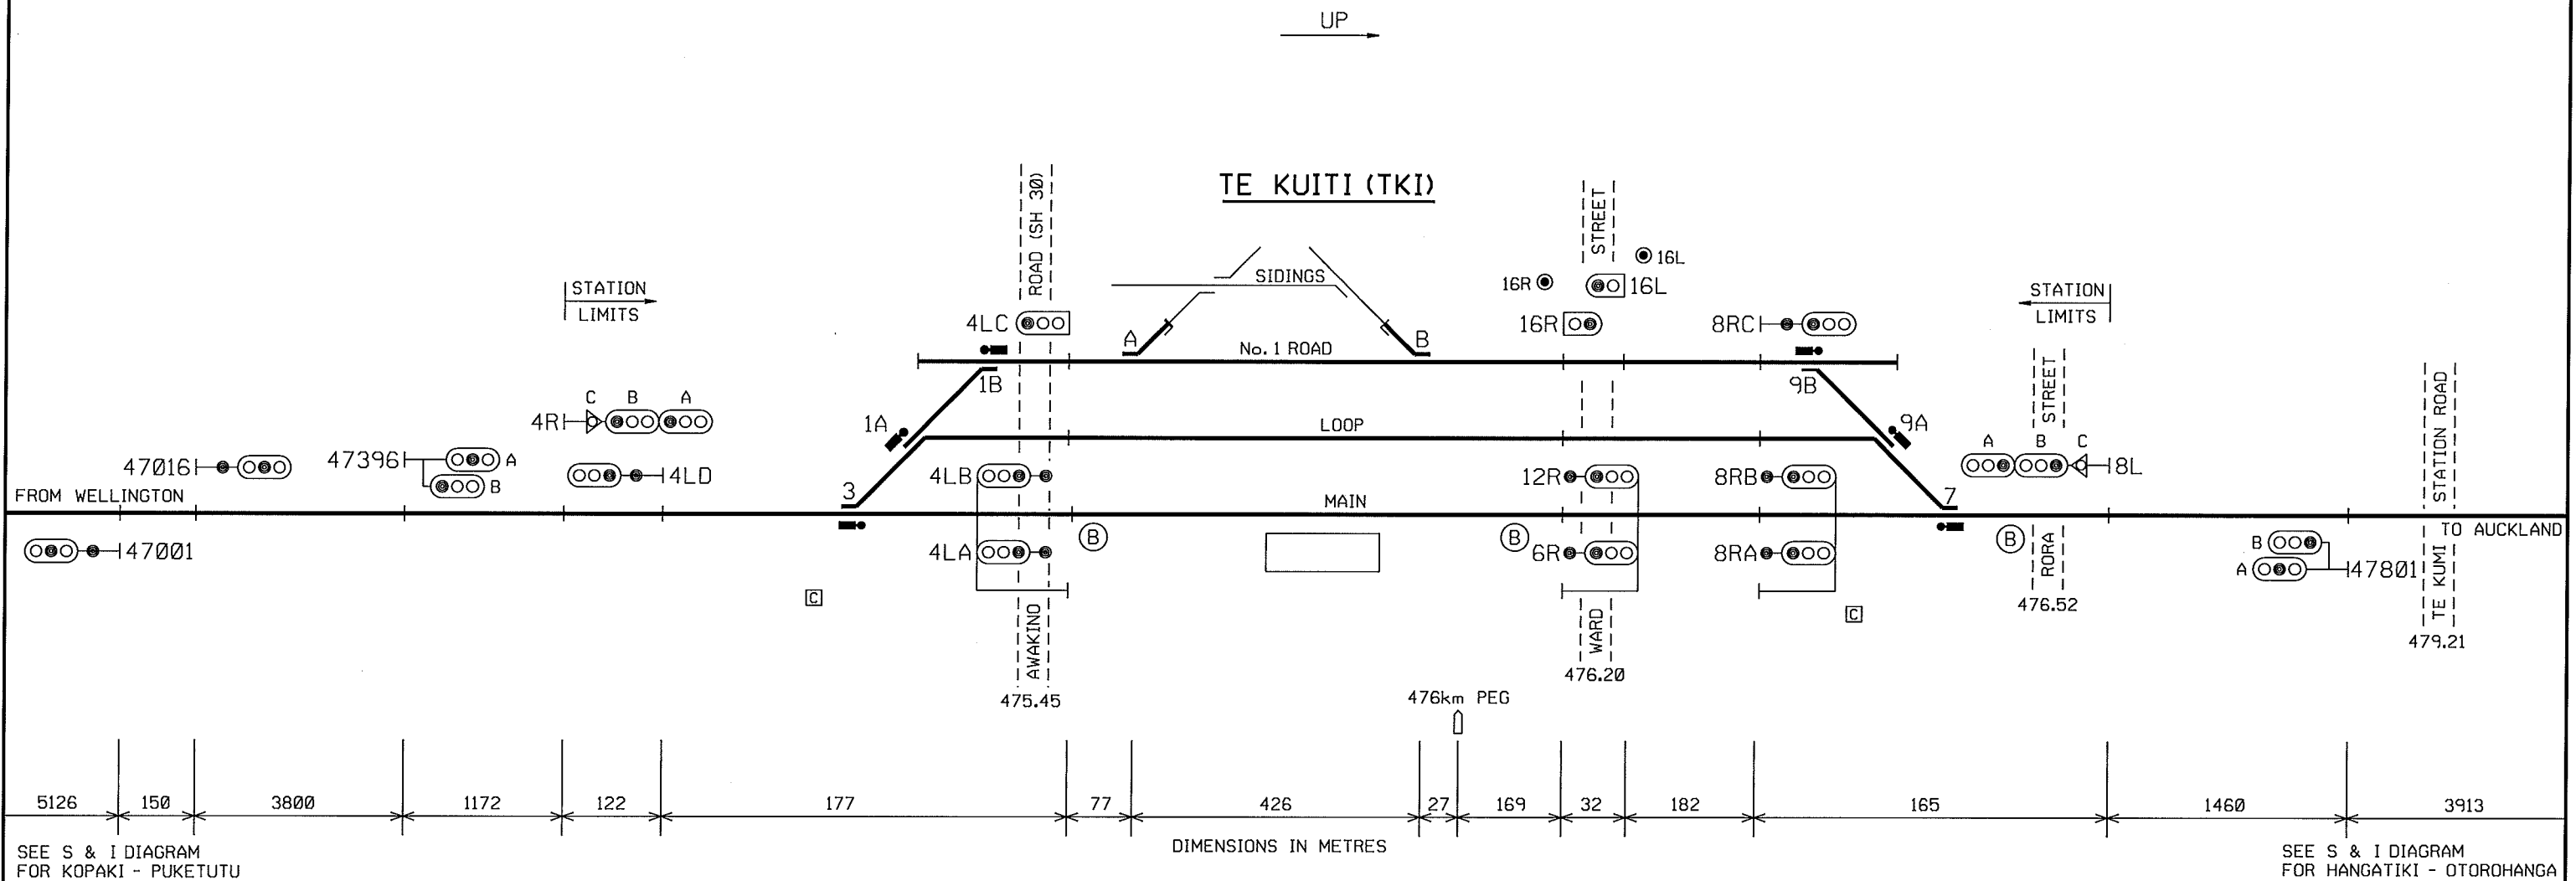 UP
TE KUITI (TKI)
ROAD (SH 30)
STREET
16L
16R
SIDINGS
16L
STATION
LIMITS
STATION
LIMITS
4LC
A
B
16R
8RC
No. 1 ROAD
1B
9B
STREET
STATION ROAD
C B A
4R
1A
LOOP
9A
A B C
8L
47016
47396
A
B
4LD
4LB
12R
8RB
FROM WELLINGTON
3
MAIN
7
TO AUCKLAND
47001
B
B
B
4LA
6R
8RA
RORA
B
A
47801
TE KUMI
C
C
476.52
AWAKINO
WARD
479.21
475.45
476.20
476km PEG
5126 150 3800 1172 122 177 77 426 27 169 32 182 165 1460 3913
DIMENSIONS IN METRES
SEE S & I DIAGRAM
FOR KOPAKI - PUKETUTU
SEE S & I DIAGRAM
FOR HANGATIKI - OTOROHANGA